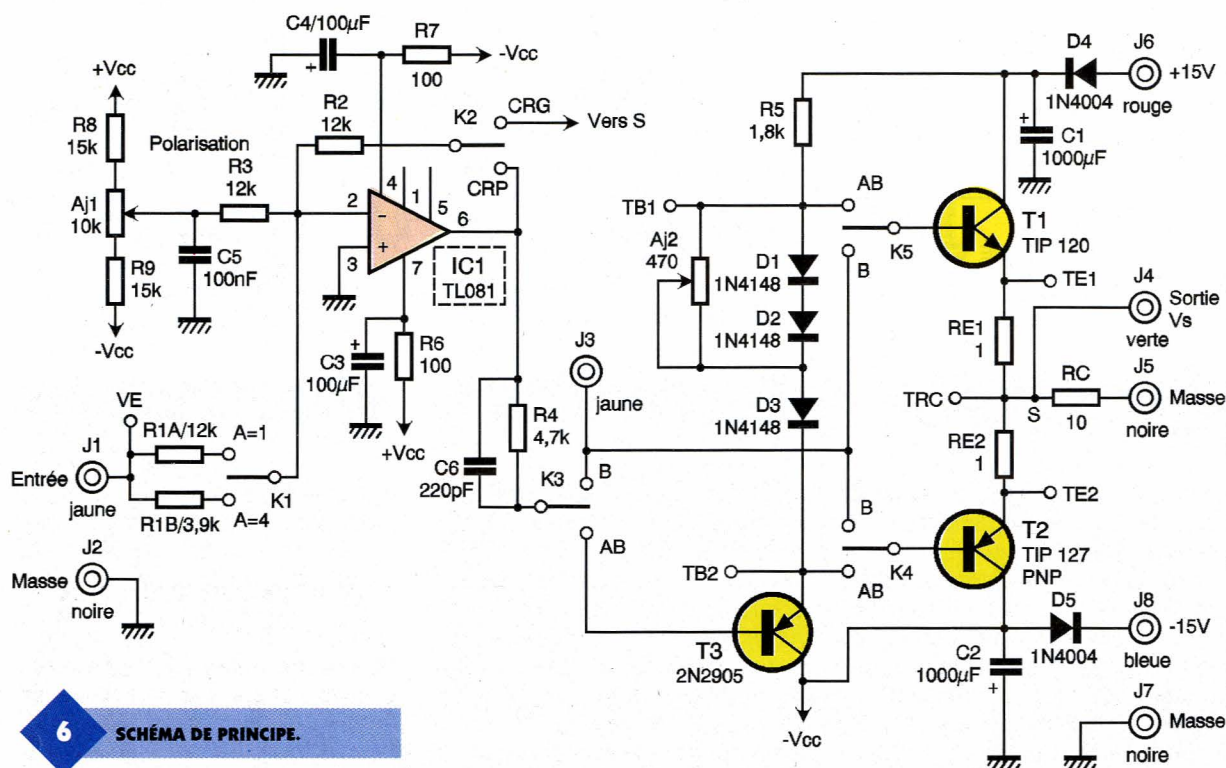 C4/100µF
R7
100
-Vcc
+Vcc
R8
15k
Polarisation
R2
12k
K2
CRG
Vers S
CRP
R3
12k
Aj1
10k
R9
15k
-Vcc
C5
100nF
2
3
4
1
5
6
7
-
+
IC1
TL081
C3
100µF
+
R6
100
+Vcc
+
VE
J1
Entrée
jaune
R1A/12k
A=1
R1B/3,9k
A=4
K1
J2
Masse
noire
C6
220pF
R4
4,7k
K3
B
AB
J3
jaune
R5
1,8k
TB1
Aj2
470
D1
1N4148
D2
1N4148
D3
1N4148
AB
B
K5
B
AB
K4
TB2
T3
2N2905
-Vcc
D4
1N4004
J6
+15V
rouge
+
C1
1000µF
T1
TIP 120
TE1
J4
Sortie
Vs
verte
RE1
1
TRC
S
RC
10
J5
Masse
noire
RE2
1
TE2
T2
TIP 127
PNP
D5
1N4004
J8
-15V
bleue
C2
1000µF
+
J7
Masse
noire
6
SCHÉMA DE PRINCIPE.